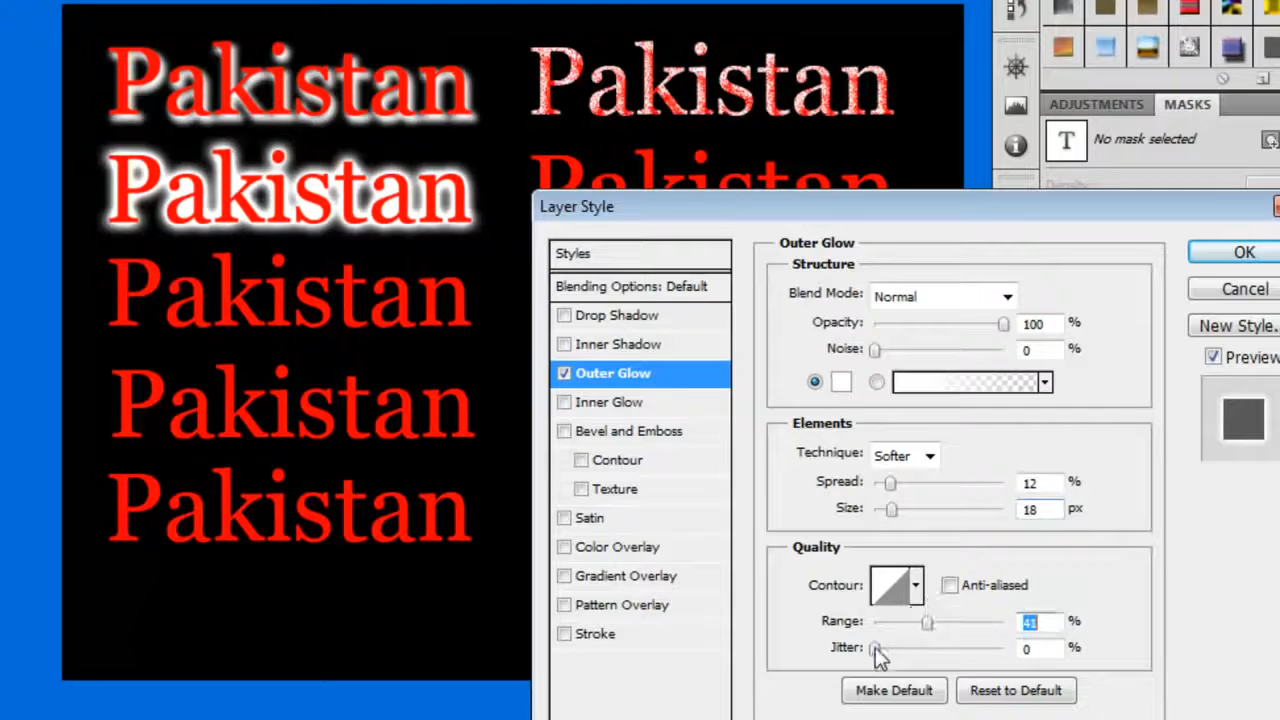 Pakistan Pakistan
Pakistan Pakistan
Pakistan
Pakistan
Pakistan
ADJUSTMENTS MASKS
T No mask selected
Layer Style
Styles
Blending Options: Default
Drop Shadow
Inner Shadow
Outer Glow
Inner Glow
Bevel and Emboss
Contour
Texture
Satin
Color Overlay
Gradient Overlay
Pattern Overlay
Stroke
Outer Glow
Structure
Blend Mode: Normal
Opacity: 100 %
Noise: 0 %
Elements
Technique: Softer
Spread: 12 %
Size: 18 px
Quality
Contour: Anti-aliased
Range: 41 %
Jitter: 0 %
Make Default Reset to Default
OK
Cancel
New Style..
Preview